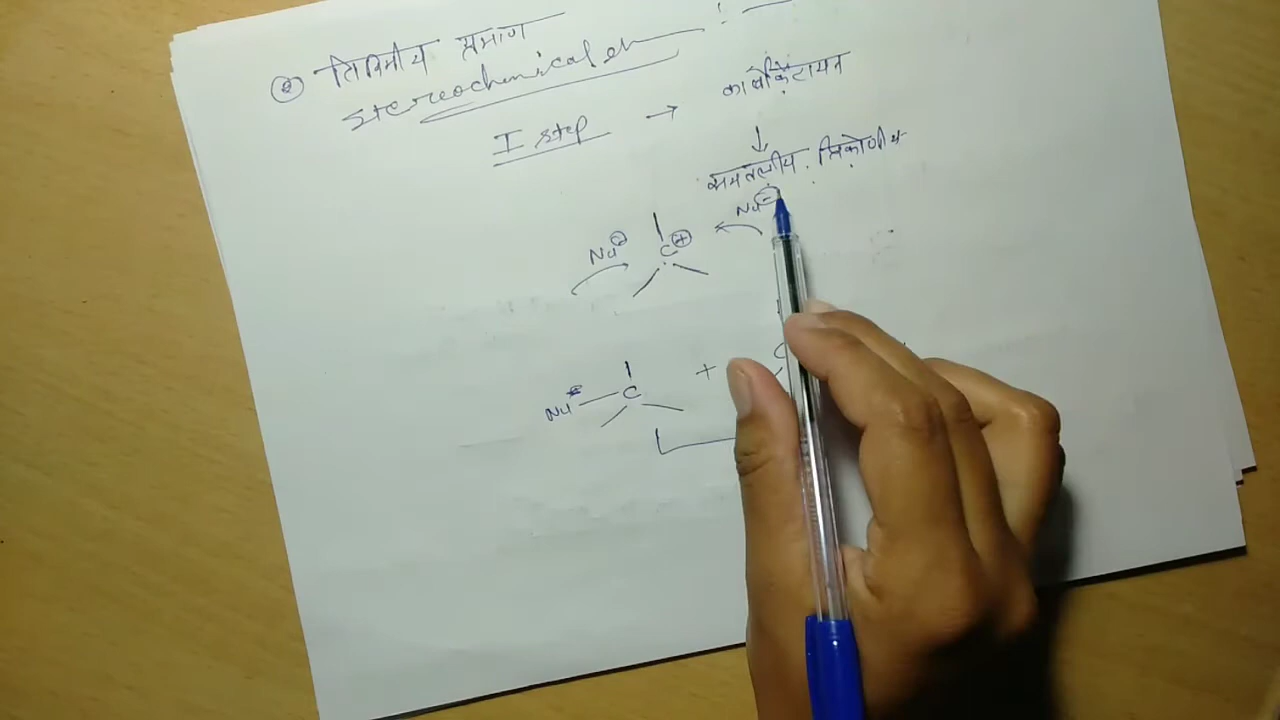 ② त्रिविमीय प्रमाण
stereochemical
I step →
कार्बोकैटायन
↓
समतलीय त्रिकोणीय
Nu⊖ C⊕ Nu⊖
Nu — C + C